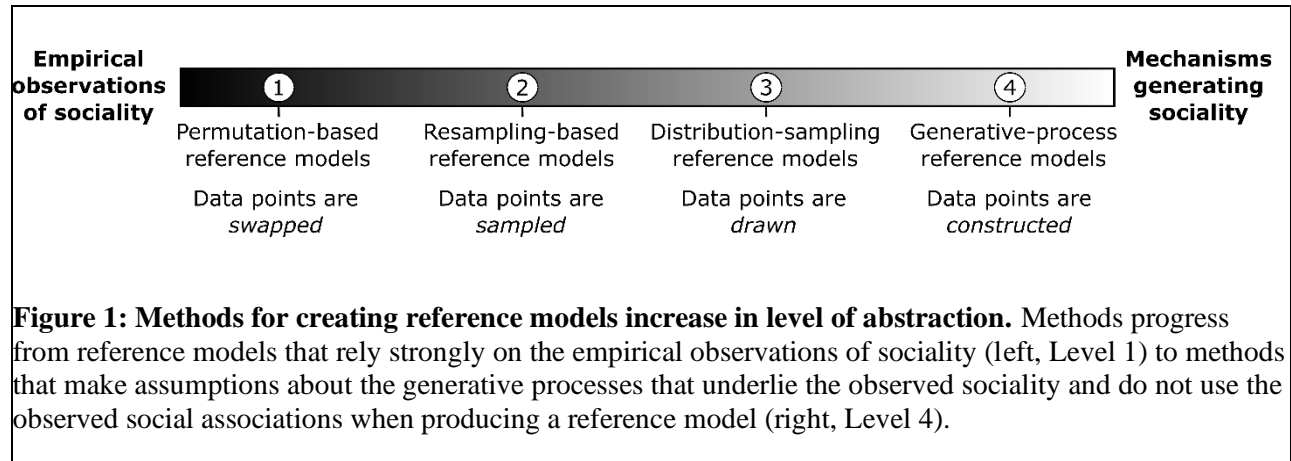 Empirical
observations
of sociality
1
2
3
4
Mechanisms
generating
sociality
Permutation-based
reference models
Data points are
swapped
Resampling-based
reference models
Data points are
sampled
Distribution-sampling
reference models
Data points are
drawn
Generative-process
reference models
Data points are
constructed
Figure 1: Methods for creating reference models increase in level of abstraction. Methods progress
from reference models that rely strongly on the empirical observations of sociality (left, Level 1) to methods
that make assumptions about the generative processes that underlie the observed sociality and do not use the
observed social associations when producing a reference model (right, Level 4).